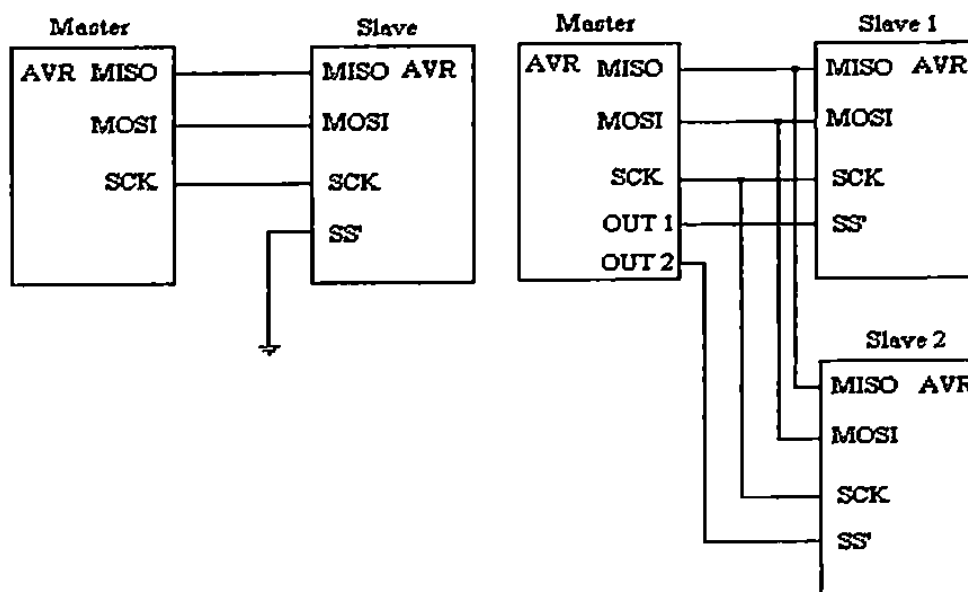 Master
AVR MISO
MOSI
SCK
Slave
MISO AVR
MOSI
SCK
SS'
Master
AVR MISO
MOSI
SCK
OUT 1
OUT 2
Slave 1
MISO AVR
MOSI
SCK
SS'
Slave 2
MISO AVR
MOSI
SCK
SS'